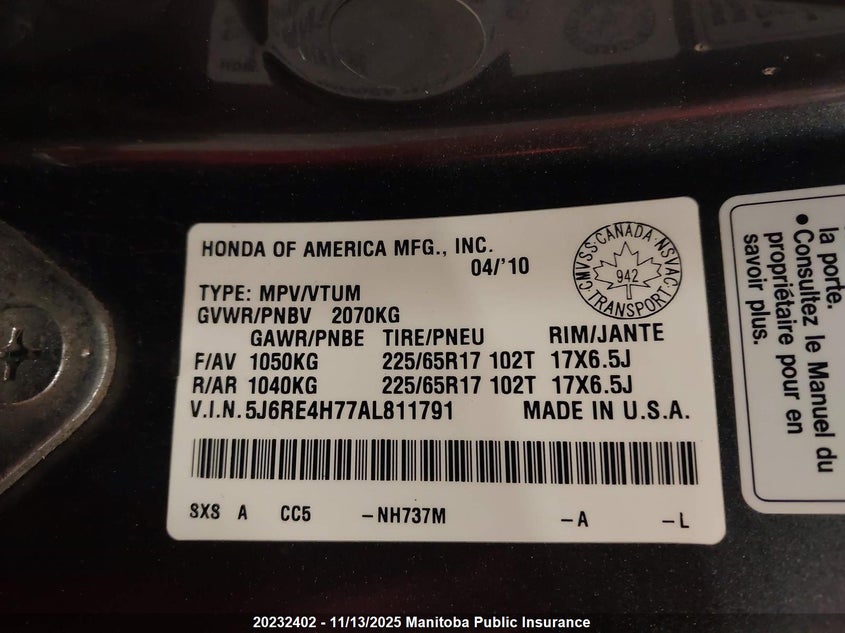 HONDA OF AMERICA MFG., INC.
04/'10
TYPE: MPV/VTUM
GVWR/PNBV 2070KG
GAWR/PNBE TIRE/PNEU RIM/JANTE
F/AV 1050KG 225/65R17 102T 17X6.5J
R/AR 1040KG 225/65R17 102T 17X6.5J
V.I.N. 5J6RE4H77AL811791 MADE IN U.S.A.
SXS A CC5 -NH737M -A -L
CMVSS·CANADA·NSVAC
942
·TRANSPORT·
la porte.
•Consultez le Manuel du
propriétaire pour en
savoir plus.
20232402 - 11/13/2025 Manitoba Public Insurance